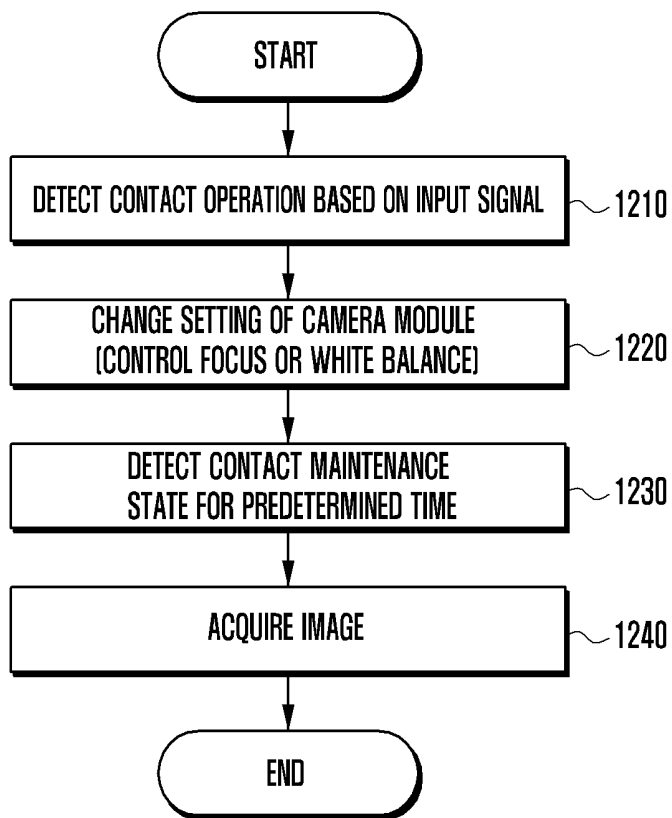 START
DETECT CONTACT OPERATION BASED ON INPUT SIGNAL
1210
CHANGE SETTING OF CAMERA MODULE
(CONTROL FOCUS OR WHITE BALANCE)
1220
DETECT CONTACT MAINTENANCE
STATE FOR PREDETERMINED TIME
1230
ACQUIRE IMAGE
1240
END